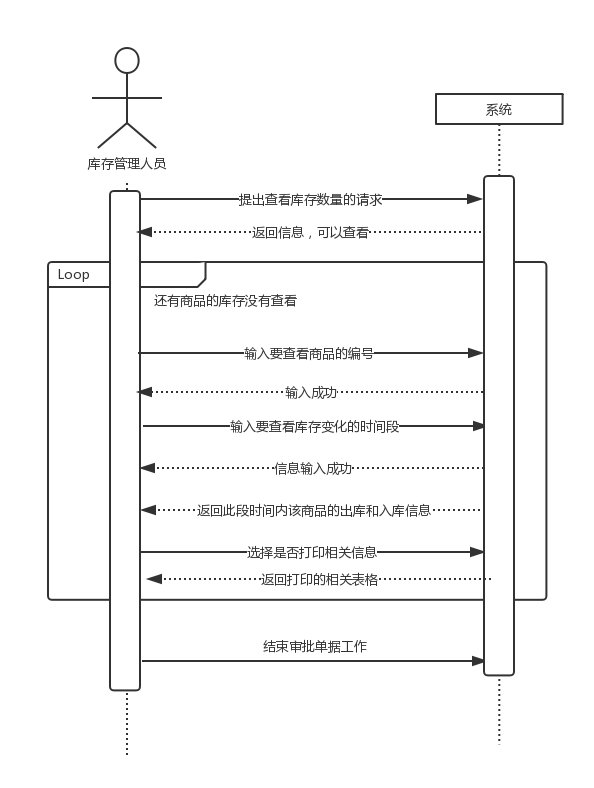 系统
库存管理人员
提出查看库存数量的请求
返回信息，可以查看
Loop
还有商品的库存没有查看
输入要查看商品的编号
输入成功
输入要查看库存变化的时间段
信息输入成功
返回此段时间内该商品的出库和入库信息
选择是否打印相关信息
返回打印的相关表格
结束审批单据工作